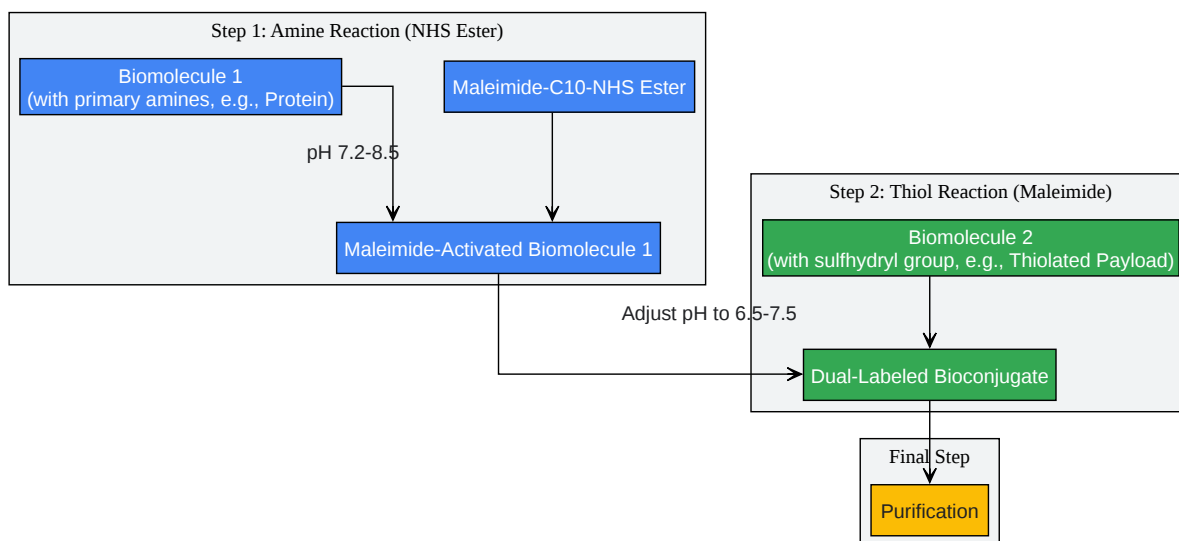 Step 1: Amine Reaction (NHS Ester)
Biomolecule 1
(with primary amines, e.g., Protein)
Maleimide-C10-NHS Ester
pH 7.2-8.5
Maleimide-Activated Biomolecule 1
Step 2: Thiol Reaction (Maleimide)
Biomolecule 2
(with sulfhydryl group, e.g., Thiolated Payload)
Adjust pH to 6.5-7.5
Dual-Labeled Bioconjugate
Final Step
Purification